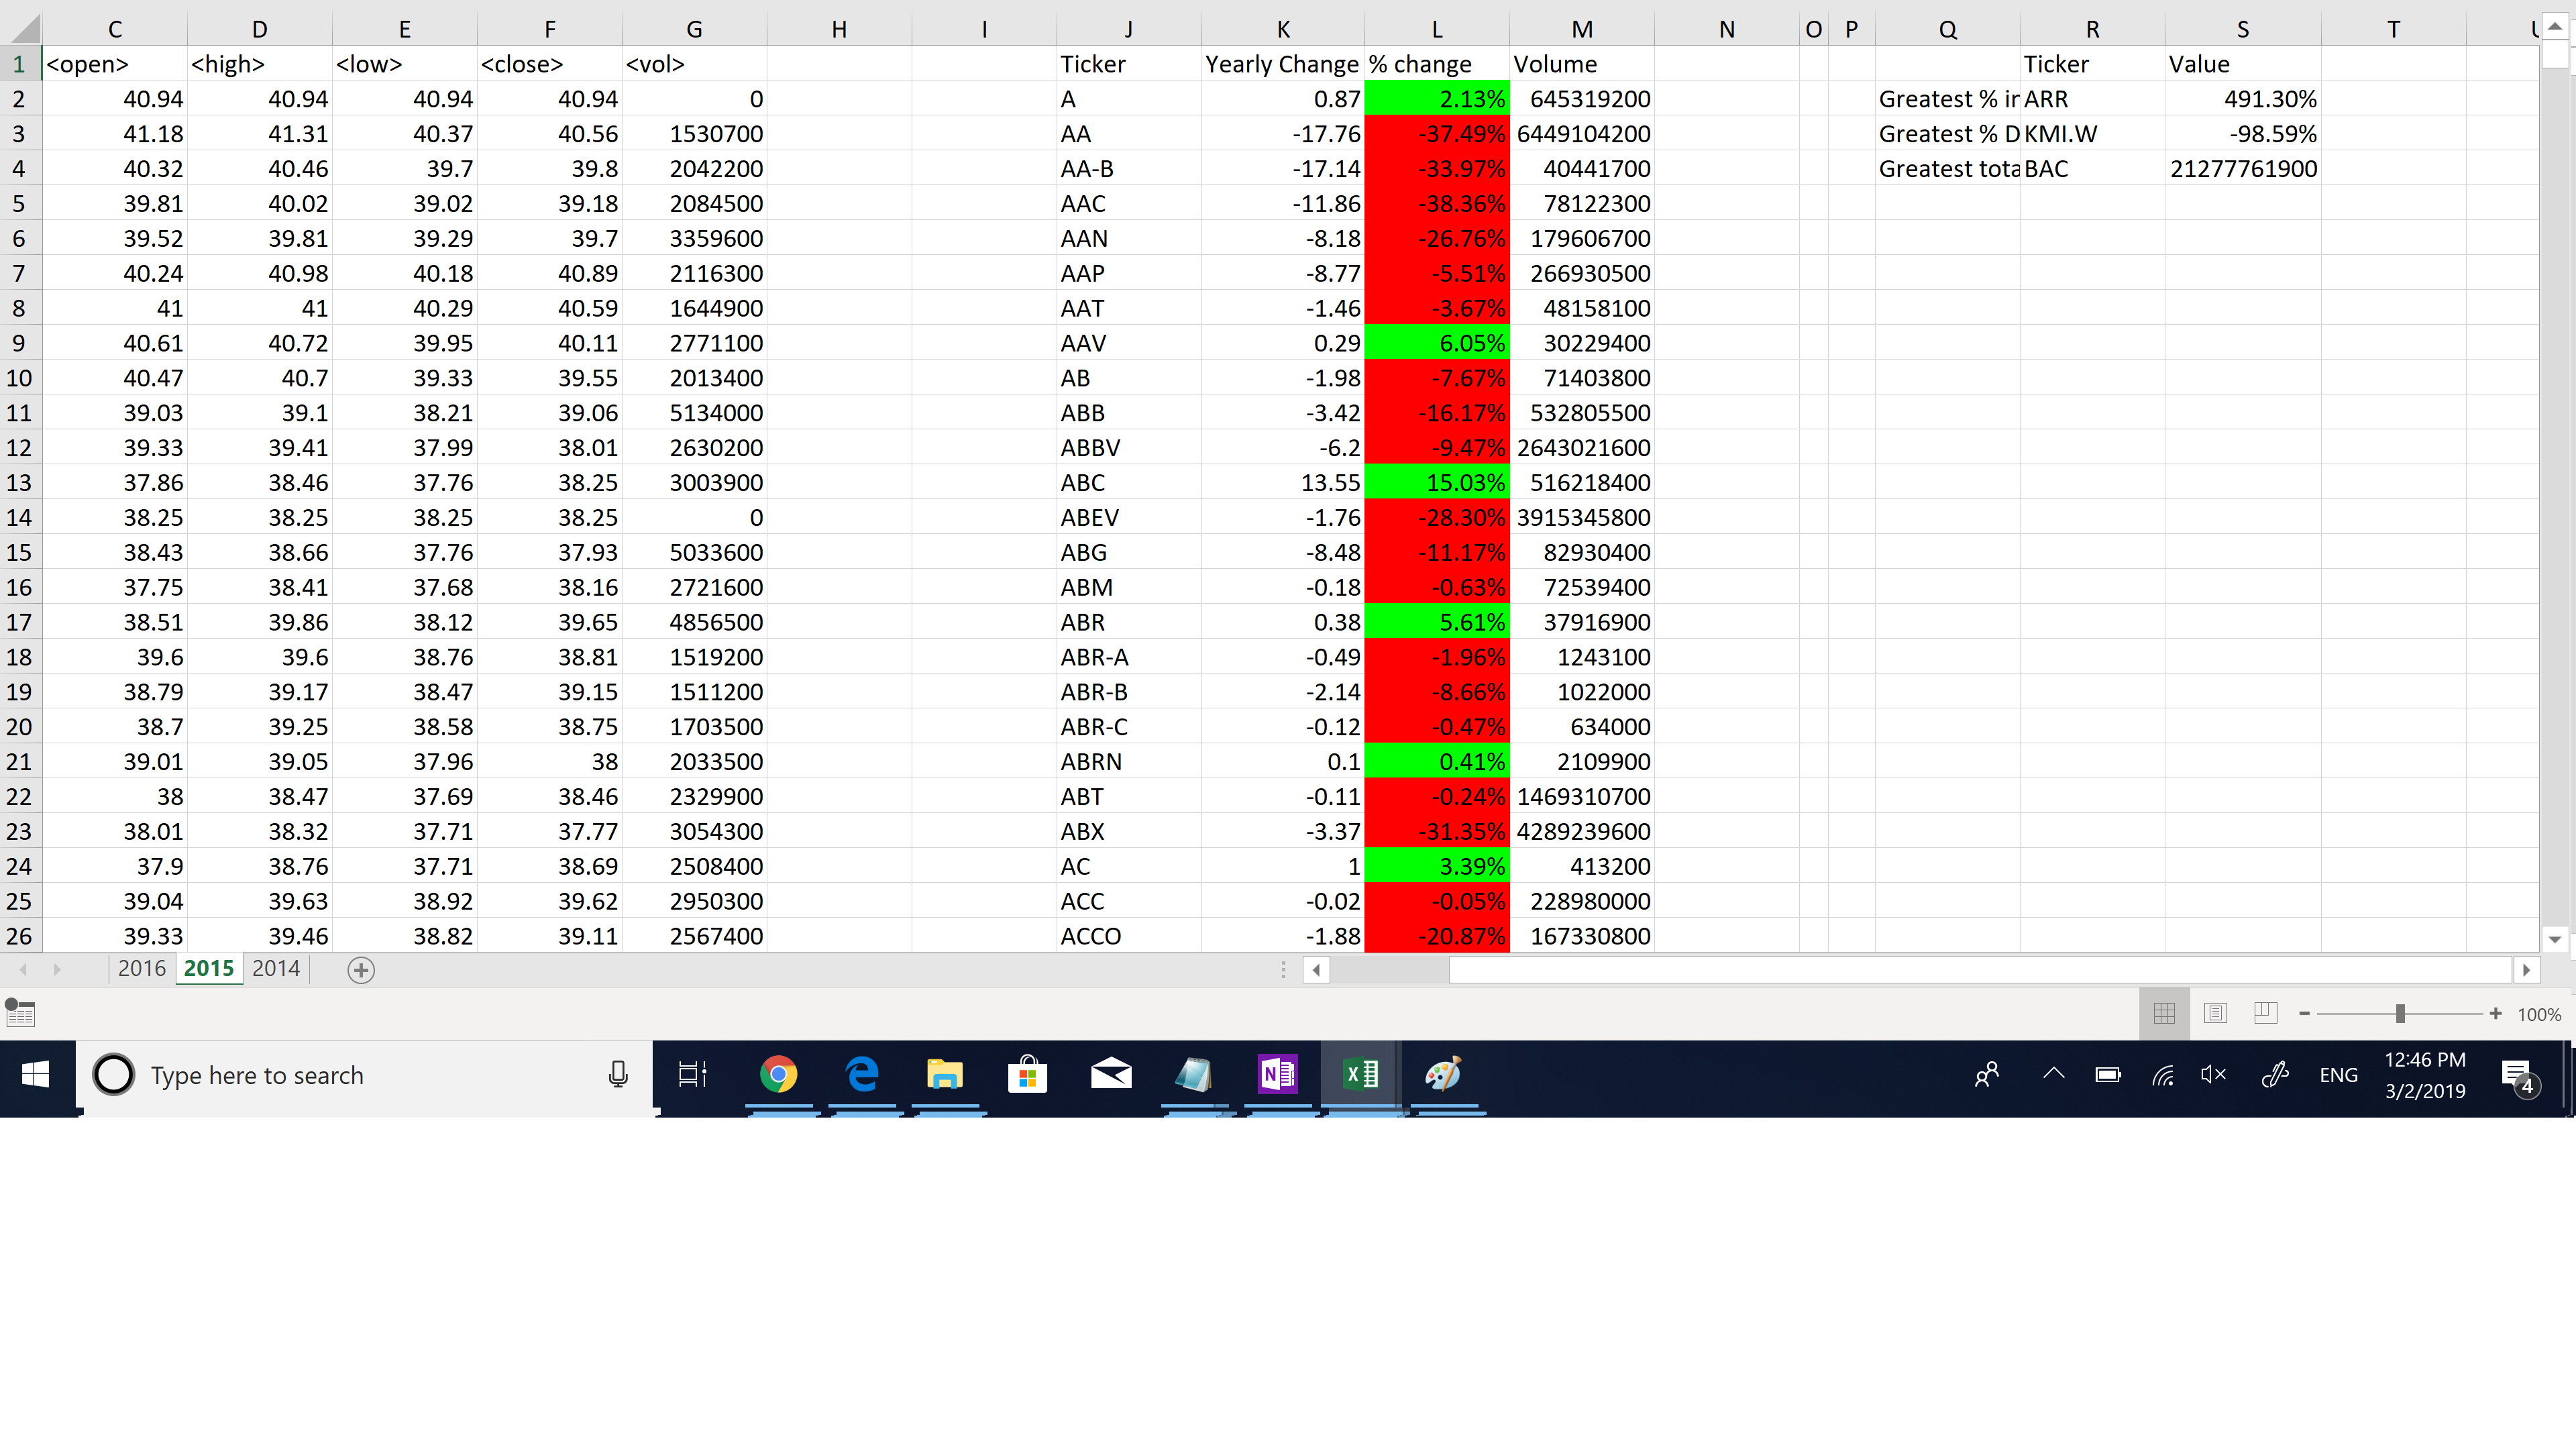 C D E F G H I J K L M N O P Q R S T
1 <open> <high> <low> <close> <vol> Ticker Yearly Change % change Volume Ticker Value
2 40.94 40.94 40.94 40.94 0 A 0.87 2.13% 645319200 Greatest % in ARR 491.30%
3 41.18 41.31 40.37 40.56 1530700 AA -17.76 -37.49% 6449104200 Greatest % D KMI.W -98.59%
4 40.32 40.46 39.7 39.8 2042200 AA-B -17.14 -33.97% 40441700 Greatest tota BAC 21277761900
5 39.81 40.02 39.02 39.18 2084500 AAC -11.86 -38.36% 78122300
6 39.52 39.81 39.29 39.7 3359600 AAN -8.18 -26.76% 179606700
7 40.24 40.98 40.18 40.89 2116300 AAP -8.77 -5.51% 266930500
8 41 41 40.29 40.59 1644900 AAT -1.46 -3.67% 48158100
9 40.61 40.72 39.95 40.11 2771100 AAV 0.29 6.05% 30229400
10 40.47 40.7 39.33 39.55 2013400 AB -1.98 -7.67% 71403800
11 39.03 39.1 38.21 39.06 5134000 ABB -3.42 -16.17% 532805500
12 39.33 39.41 37.99 38.01 2630200 ABBV -6.2 -9.47% 2643021600
13 37.86 38.46 37.76 38.25 3003900 ABC 13.55 15.03% 516218400
14 38.25 38.25 38.25 38.25 0 ABEV -1.76 -28.30% 3915345800
15 38.43 38.66 37.76 37.93 5033600 ABG -8.48 -11.17% 82930400
16 37.75 38.41 37.68 38.16 2721600 ABM -0.18 -0.63% 72539400
17 38.51 39.86 38.12 39.65 4856500 ABR 0.38 5.61% 37916900
18 39.6 39.6 38.76 38.81 1519200 ABR-A -0.49 -1.96% 1243100
19 38.79 39.17 38.47 39.15 1511200 ABR-B -2.14 -8.66% 1022000
20 38.7 39.25 38.58 38.75 1703500 ABR-C -0.12 -0.47% 634000
21 39.01 39.05 37.96 38 2033500 ABRN 0.1 0.41% 2109900
22 38 38.47 37.69 38.46 2329900 ABT -0.11 -0.24% 1469310700
23 38.01 38.32 37.71 37.77 3054300 ABX -3.37 -31.35% 4289239600
24 37.9 38.76 37.71 38.69 2508400 AC 1 3.39% 413200
25 39.04 39.63 38.92 39.62 2950300 ACC -0.02 -0.05% 228980000
26 39.33 39.46 38.82 39.11 2567400 ACCO -1.88 -20.87% 167330800
2016 2015 2014
100%
Type here to search
ENG
12:46 PM
3/2/2019
4